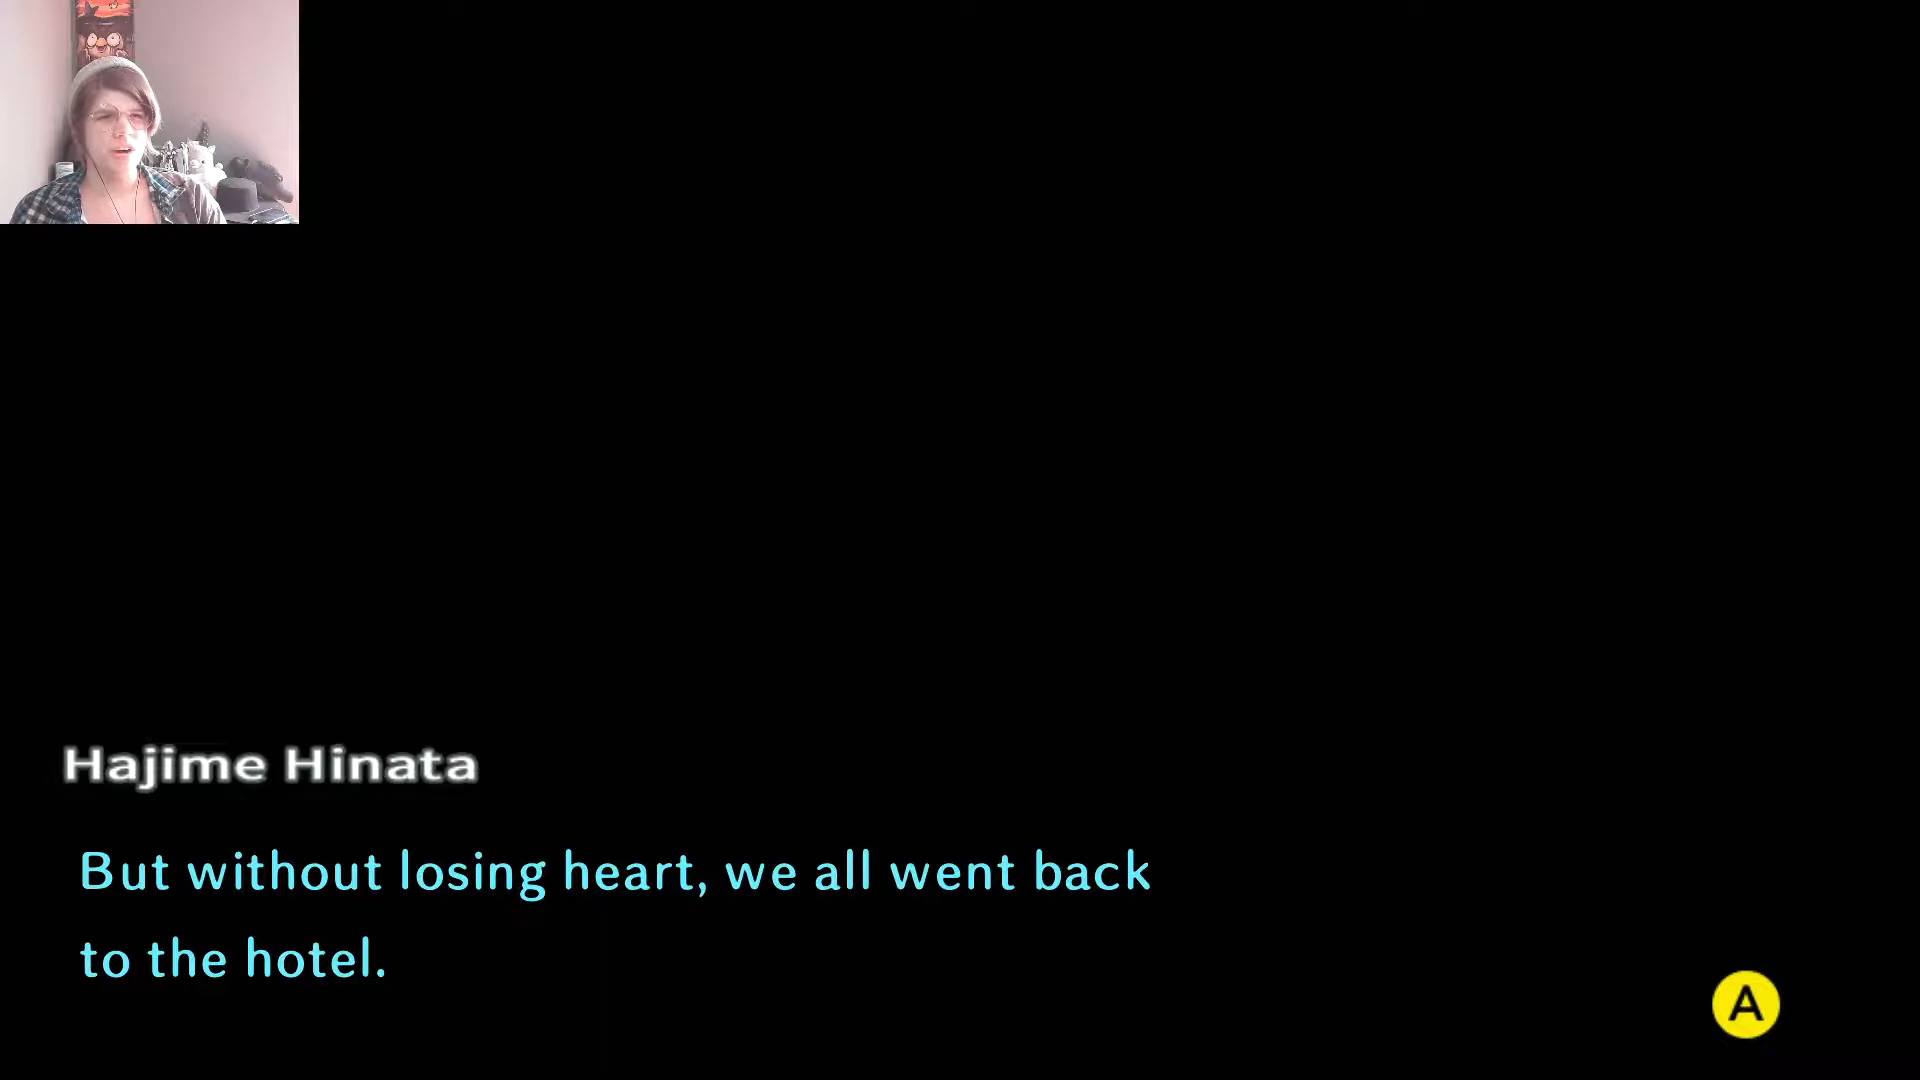 Hajime Hinata
But without losing heart, we all went back
to the hotel.
A